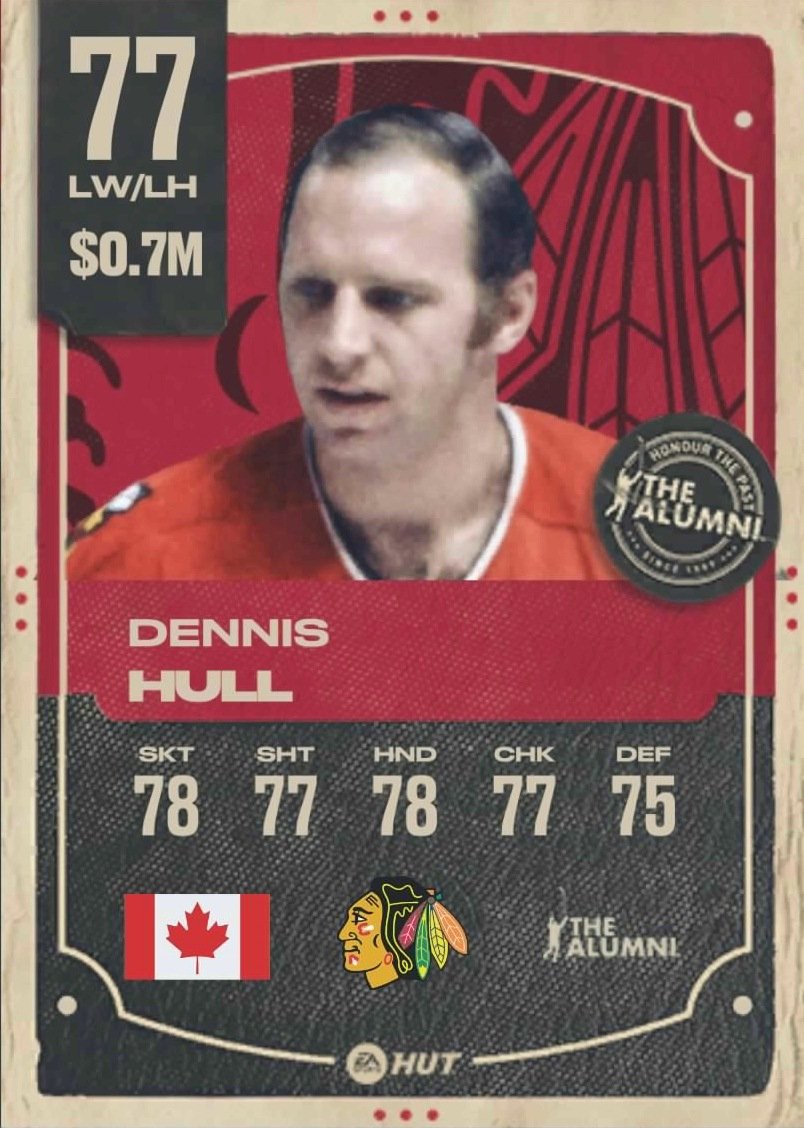 77
LW/LH
$0.7M
HONOUR THE PAST
THE
ALUMNI
DENNIS
HULL
SKT SHT HND CHK DEF
78 77 78 77 75
THE
ALUMNI
EA
HUT